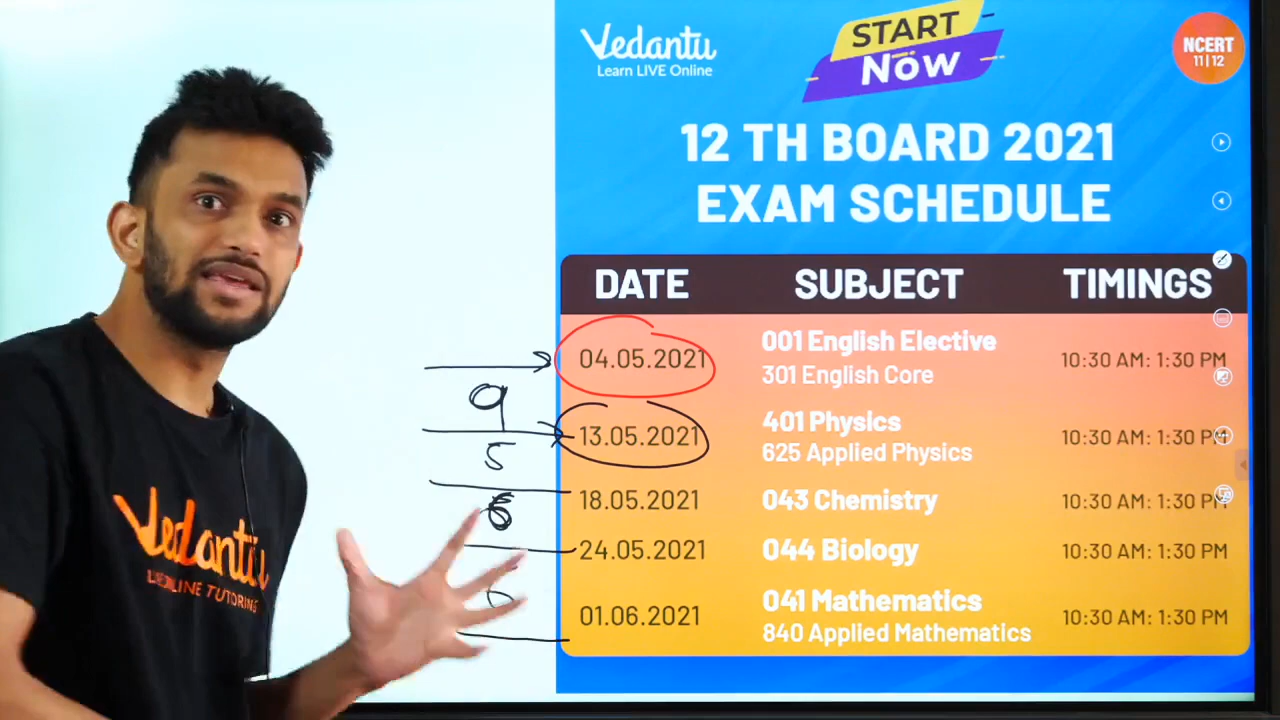 Vedantu
Learn LIVE Online
START
Now
NCERT
11|12
12 TH BOARD 2021
EXAM SCHEDULE
DATE SUBJECT TIMINGS
04.05.2021 001 English Elective 10:30 AM: 1:30 PM
301 English Core
9
13.05.2021 401 Physics 10:30 AM: 1:30 PM
625 Applied Physics
5
18.05.2021 043 Chemistry 10:30 AM: 1:30 PM
24.05.2021 044 Biology 10:30 AM: 1:30 PM
01.06.2021 041 Mathematics 10:30 AM: 1:30 PM
840 Applied Mathematics
Vedantu